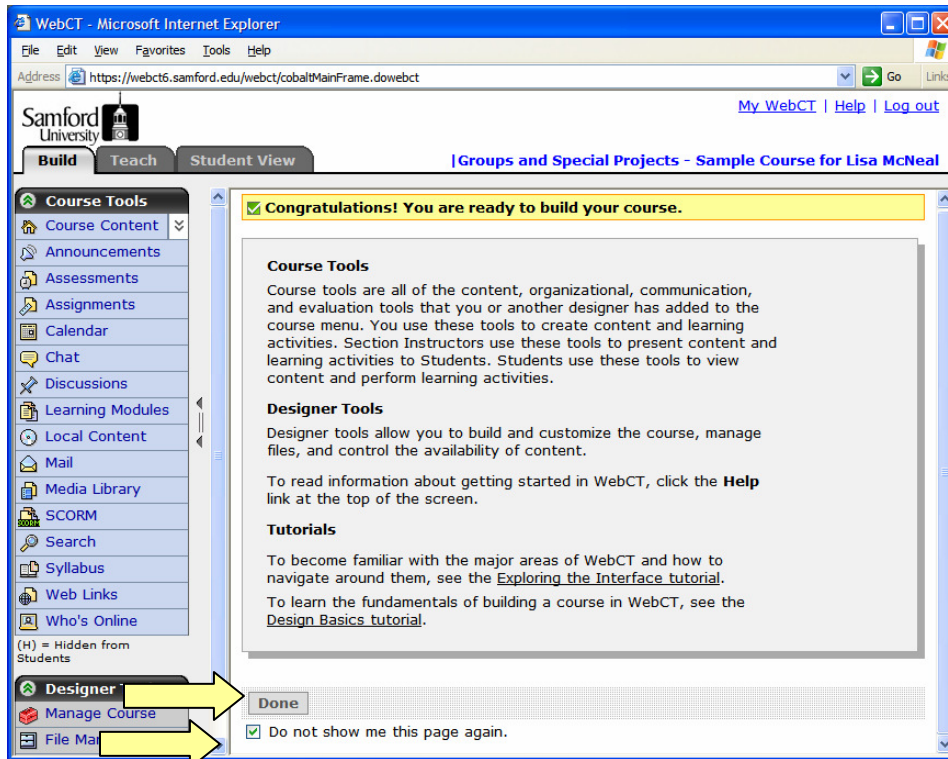 WebCT - Microsoft Internet Explorer
File Edit View Favorites Tools Help
Address https://webct6.samford.edu/webct/cobaltMainFrame.dowebct Go Links
Samford
University
My WebCT | Help | Log out
Build Teach Student View
|Groups and Special Projects - Sample Course for Lisa McNeal
Course Tools
Course Content
Announcements
Assessments
Assignments
Calendar
Chat
Discussions
Learning Modules
Local Content
Mail
Media Library
SCORM
Search
Syllabus
Web Links
Who's Online
(H) = Hidden from
Students
Designer
Manage Course
File
Congratulations! You are ready to build your course.
Course Tools
Course tools are all of the content, organizational, communication,
and evaluation tools that you or another designer has added to the
course menu. You use these tools to create content and learning
activities. Section Instructors use these tools to present content and
learning activities to Students. Students use these tools to view
content and perform learning activities.
Designer Tools
Designer tools allow you to build and customize the course, manage
files, and control the availability of content.
To read information about getting started in WebCT, click the Help
link at the top of the screen.
Tutorials
To become familiar with the major areas of WebCT and how to
navigate around them, see the Exploring the Interface tutorial.
To learn the fundamentals of building a course in WebCT, see the
Design Basics tutorial.
Done
Do not show me this page again.